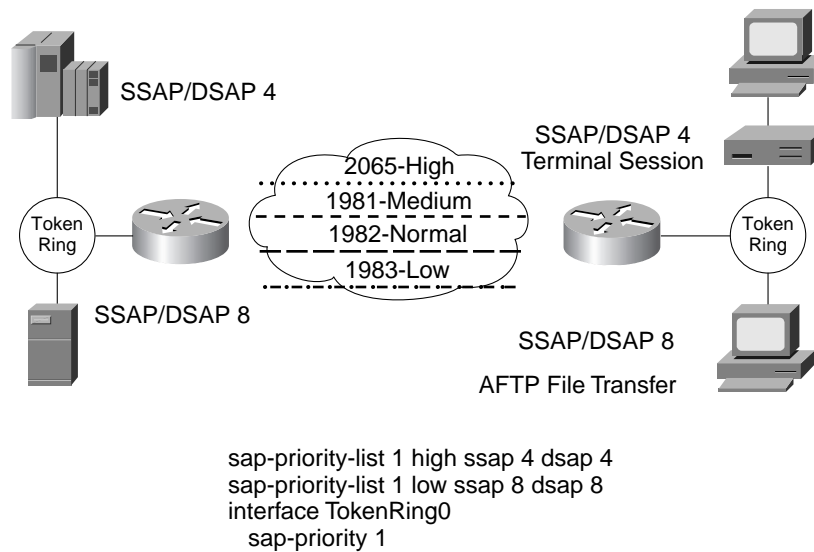 SSAP/DSAP 4
SSAP/DSAP 4
Terminal Session
2065-High
1981-Medium
1982-Normal
1983-Low
Token
Ring
Token
Ring
SSAP/DSAP 8
SSAP/DSAP 8
AFTP File Transfer
sap-priority-list 1 high ssap 4 dsap 4
sap-priority-list 1 low ssap 8 dsap 8
interface TokenRing0
sap-priority 1